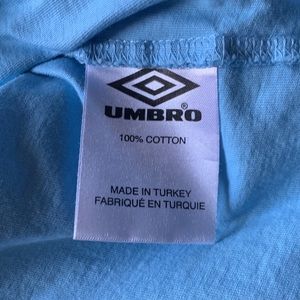 UMBRO®
100% COTTON
MADE IN TURKEY
FABRIQUÉ EN TURQUIE